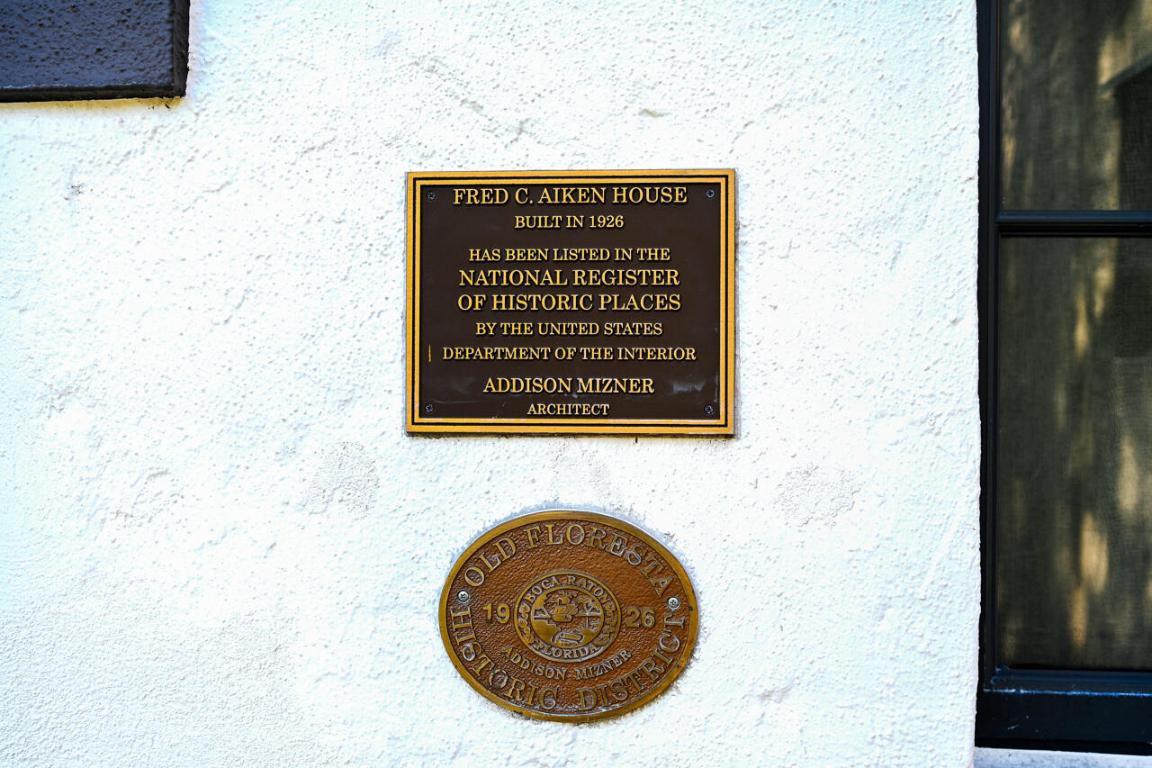 FRED C. AIKEN HOUSE
BUILT IN 1926
HAS BEEN LISTED IN THE
NATIONAL REGISTER
OF HISTORIC PLACES
BY THE UNITED STATES
DEPARTMENT OF THE INTERIOR
ADDISON MIZNER
ARCHITECT
OLD FLORESTA
19 26
BOCA RATON
FLORIDA
ADDISON MIZNER
HISTORIC DISTRICT